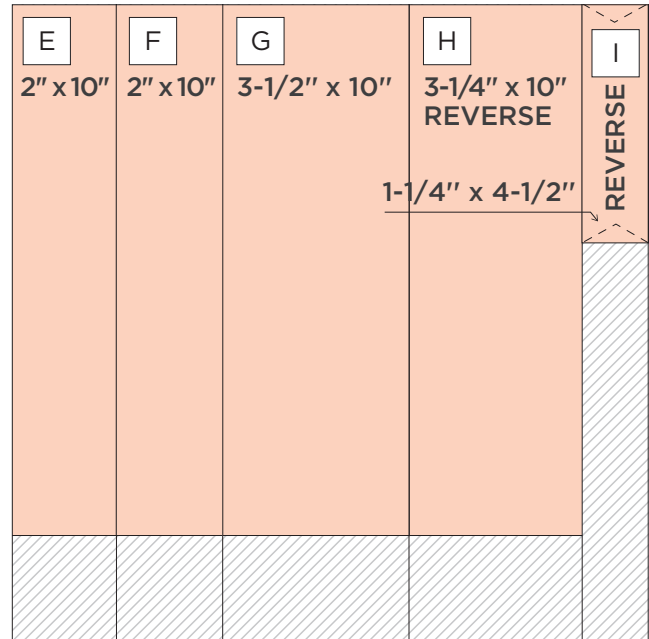 E
2" x 10"
F
2" x 10"
G
3-1/2'' x 10''
H
3-1/4'' x 10''
REVERSE
I
REVERSE
1-1/4'' x 4-1/2''